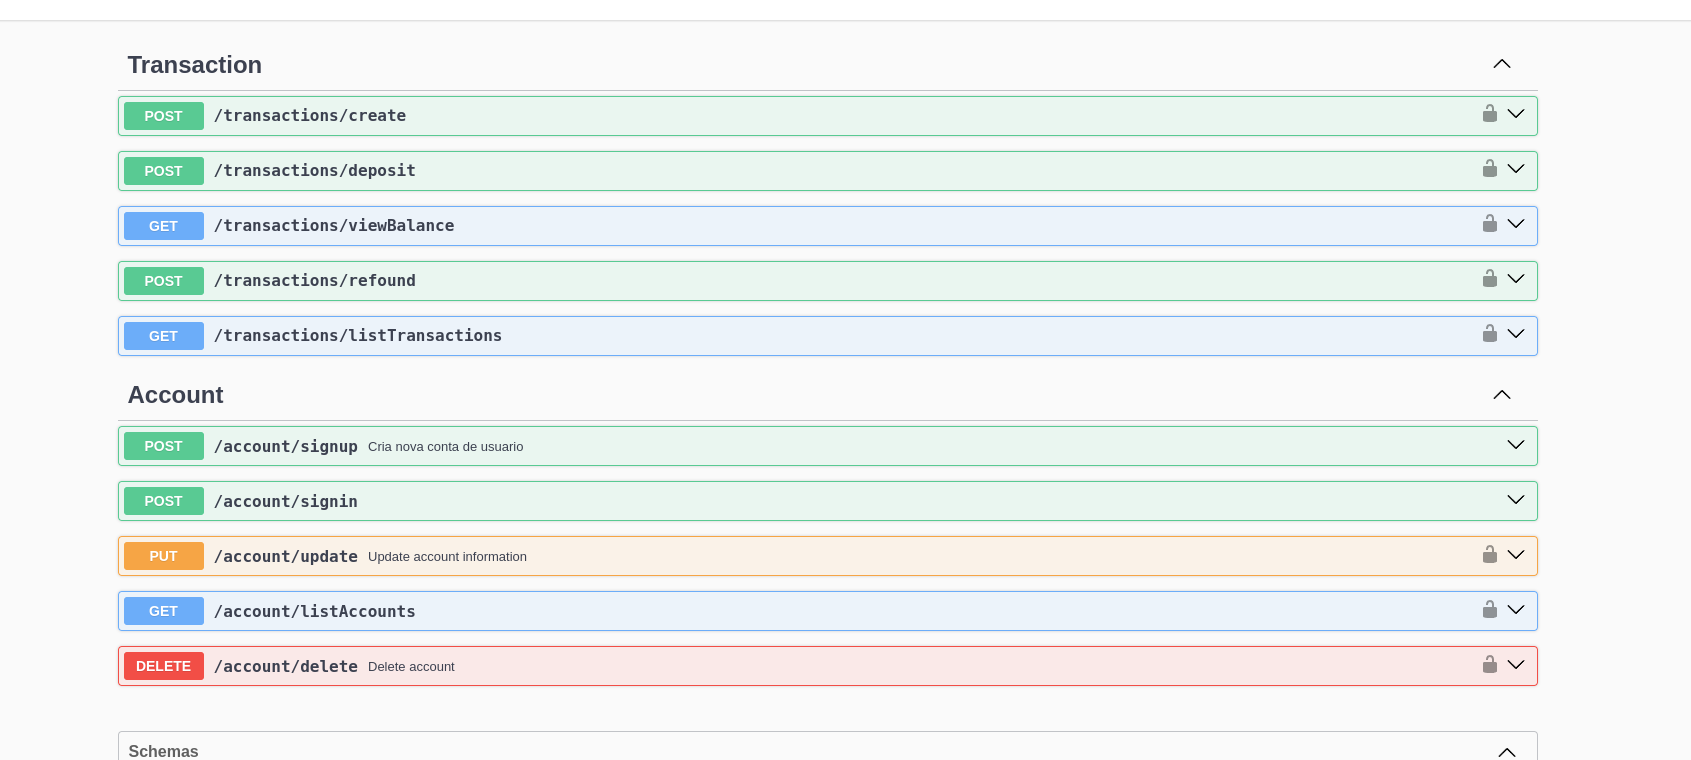 Transaction
POST /transactions/create
POST /transactions/deposit
GET /transactions/viewBalance
POST /transactions/refound
GET /transactions/listTransactions
Account
POST /account/signup Cria nova conta de usuario
POST /account/signin
PUT /account/update Update account information
GET /account/listAccounts
DELETE /account/delete Delete account
Schemas